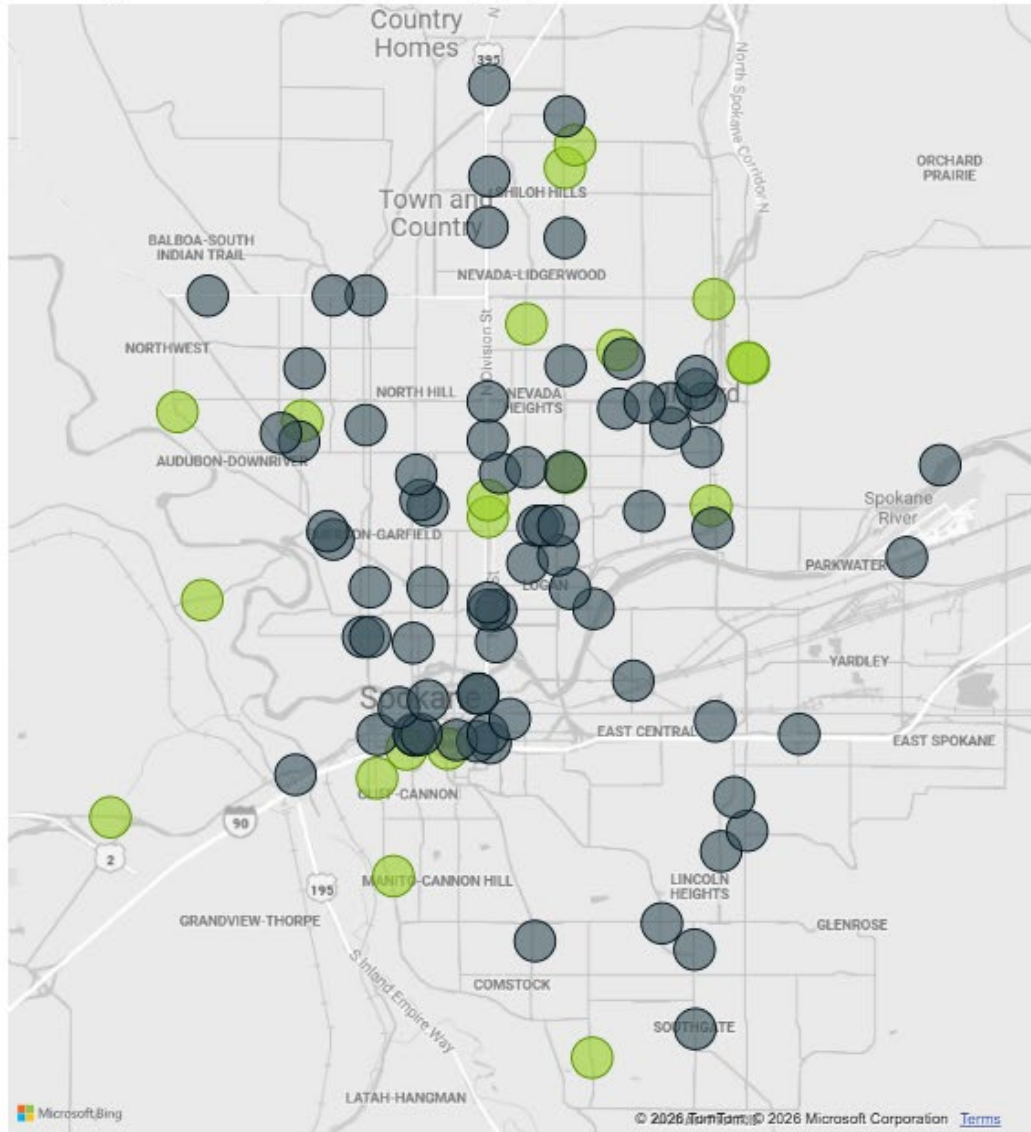 Country
Homes
N
395
North Spokane Corridor N
ORCHARD
PRAIRIE
SHILOH HILLS
Town and
Country
BALBOA-SOUTH
INDIAN TRAIL
NEVADA-LIDGERWOOD
N Division St
NORTHWEST
NORTH HILL
NEVADA
HEIGHTS
AUDUBON-DOWNRIVER
Spokane
River
-GARFIELD
PARKWATER
LOGAN
St
YARDLEY
Spokane
EAST CENTRAL
EAST SPOKANE
CLIFF-CANNON
90
2
195
MANITO-CANNON HILL
LINCOLN
HEIGHTS
GRANDVIEW-THORPE
GLENROSE
S Inland Empire Way
COMSTOCK
SOUTHGATE
LATAH-HANGMAN
Microsoft Bing
© 2026 TomTom, © 2026 Microsoft Corporation Terms